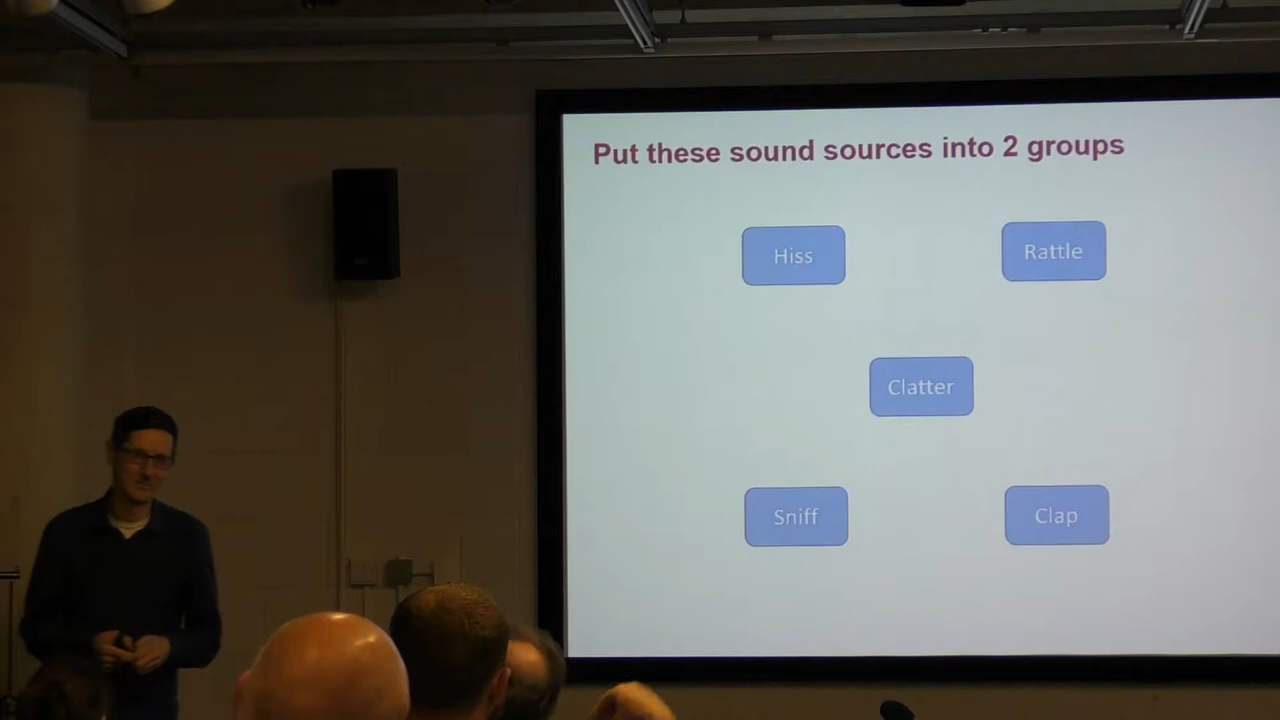 Put these sound sources into 2 groups
Hiss
Rattle
Clatter
Sniff
Clap